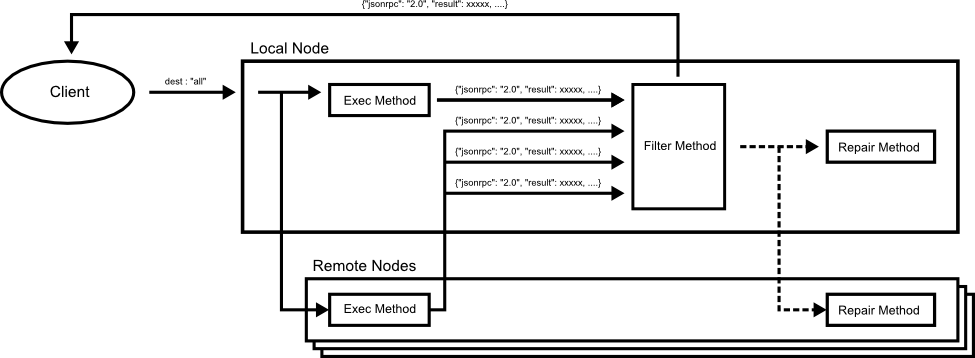 {"jsonrpc": "2.0", "result": xxxxx, ....}
Local Node
Client
dest : "all"
Exec Method
{"jsonrpc": "2.0", "result": xxxxx, ....}
{"jsonrpc": "2.0", "result": xxxxx, ....}
{"jsonrpc": "2.0", "result": xxxxx, ....}
{"jsonrpc": "2.0", "result": xxxxx, ....}
Filter Method
Repair Method
Remote Nodes
Exec Method
Repair Method